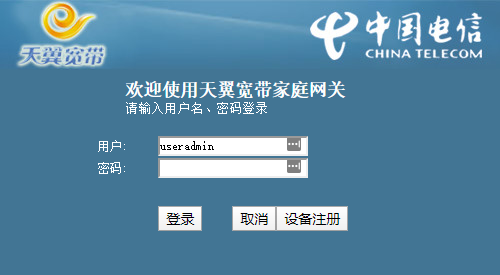 天翼宽带
中国电信
CHINA TELECOM
欢迎使用天翼宽带家庭网关
请输入用户名、密码登录
用户: useradmin
密码:
登录 取消 设备注册